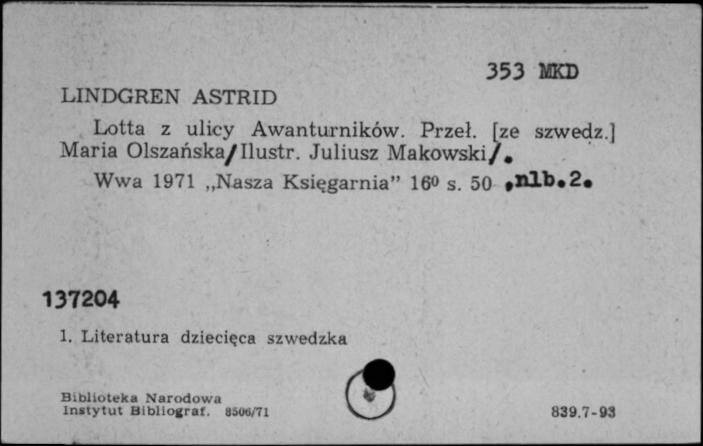 353 MKD
LINDGREN ASTRID
Lotta z ulicy Awanturników. Przeł. [ze szwedz.]
Maria Olszańska/Ilustr. Juliusz Makowski/.
Wwa 1971 „Nasza Księgarnia” 16⁰ s. 50 ,nlb.2.
137204
1. Literatura dziecięca szwedzka
Biblioteka Narodowa
Instytut Bibliograf. 8506/71
839.7-93